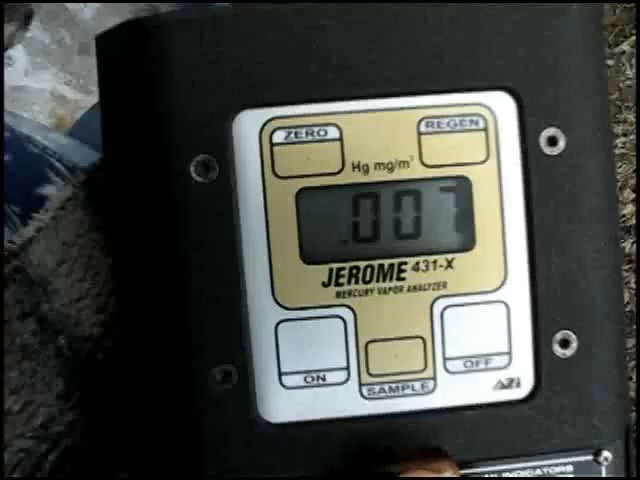 ZERO
REGEN
Hg mg/m³
.007
JEROME 431-X
MERCURY VAPOR ANALYZER
ON
OFF
SAMPLE
AZI
INDICATORS